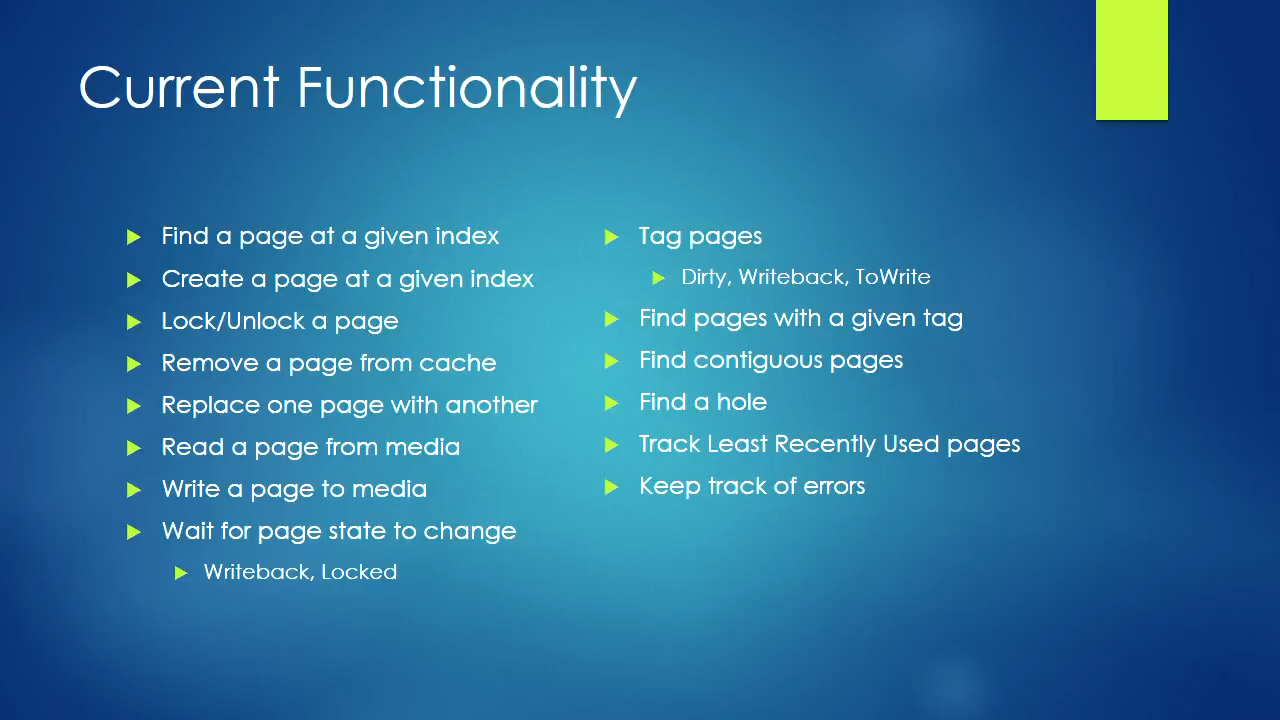 Current Functionality
Find a page at a given index
Create a page at a given index
Lock/Unlock a page
Remove a page from cache
Replace one page with another
Read a page from media
Write a page to media
Wait for page state to change
Writeback, Locked
Tag pages
Dirty, Writeback, ToWrite
Find pages with a given tag
Find contiguous pages
Find a hole
Track Least Recently Used pages
Keep track of errors